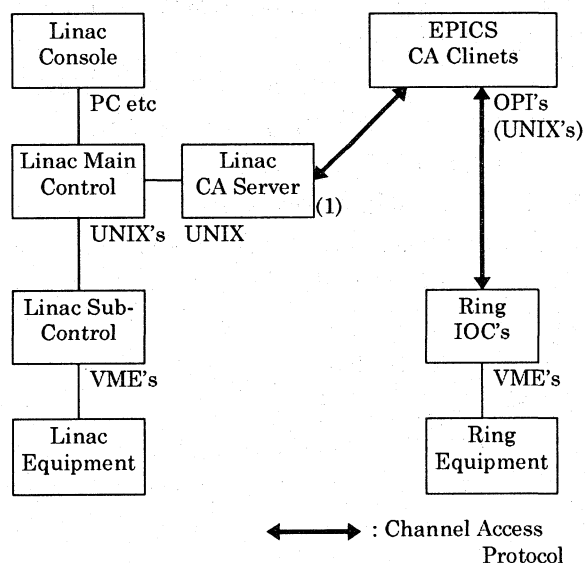 Linac
Console
EPICS
CA Clinets
PC etc
OPI's
(UNIX's)
Linac Main
Control
Linac
CA Server
(1)
UNIX's
UNIX
Linac Sub-
Control
Ring
IOC's
VME's
VME's
Linac
Equipment
Ring
Equipment
: Channel Access
Protocol